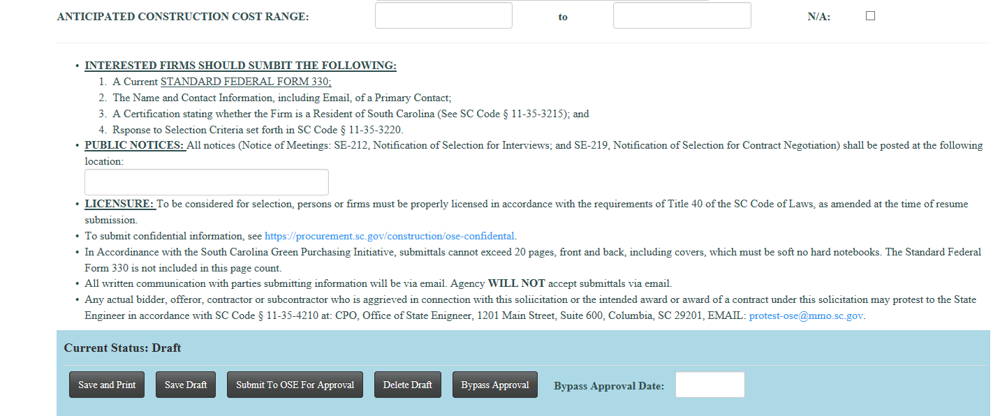 ANTICIPATED CONSTRUCTION COST RANGE: to N/A:
• INTERESTED FIRMS SHOULD SUMBIT THE FOLLOWING:
1. A Current STANDARD FEDERAL FORM 330;
2. The Name and Contact Information, including Email, of a Primary Contact;
3. A Certification stating whether the Firm is a Resident of South Carolina (See SC Code § 11-35-3215); and
4. Rsponse to Selection Criteria set forth in SC Code § 11-35-3220.
• PUBLIC NOTICES: All notices (Notice of Meetings: SE-212, Notification of Selection for Interviews; and SE-219, Notification of Selection for Contract Negotiation) shall be posted at the following
location:
• LICENSURE: To be considered for selection, persons or firms must be properly licensed in accordance with the requirements of Title 40 of the SC Code of Laws, as amended at the time of resume
submission.
• To submit confidential information, see https://procurement.sc.gov/construction/ose-confidental.
• In Accordinance with the South Carolina Green Purchasing Initiative, submittals cannot exceed 20 pages, front and back, including covers, which must be soft no hard notebooks. The Standard Federal
Form 330 is not included in this page count.
• All written communication with parties submitting information will be via email. Agency WILL NOT accept submittals via email.
• Any actual bidder, offeror, contractor or subcontractor who is aggrieved in connection with this soliicitation or the intended award or award of a contract under this solicitation may protest to the State
Engineer in accordance with SC Code § 11-35-4210 at: CPO, Office of State Enigneer, 1201 Main Street, Suite 600, Columbia, SC 29201, EMAIL: protest-ose@mmo.sc.gov.
Current Status: Draft
Save and Print Save Draft Submit To OSE For Approval Delete Draft Bypass Approval Bypass Approval Date: